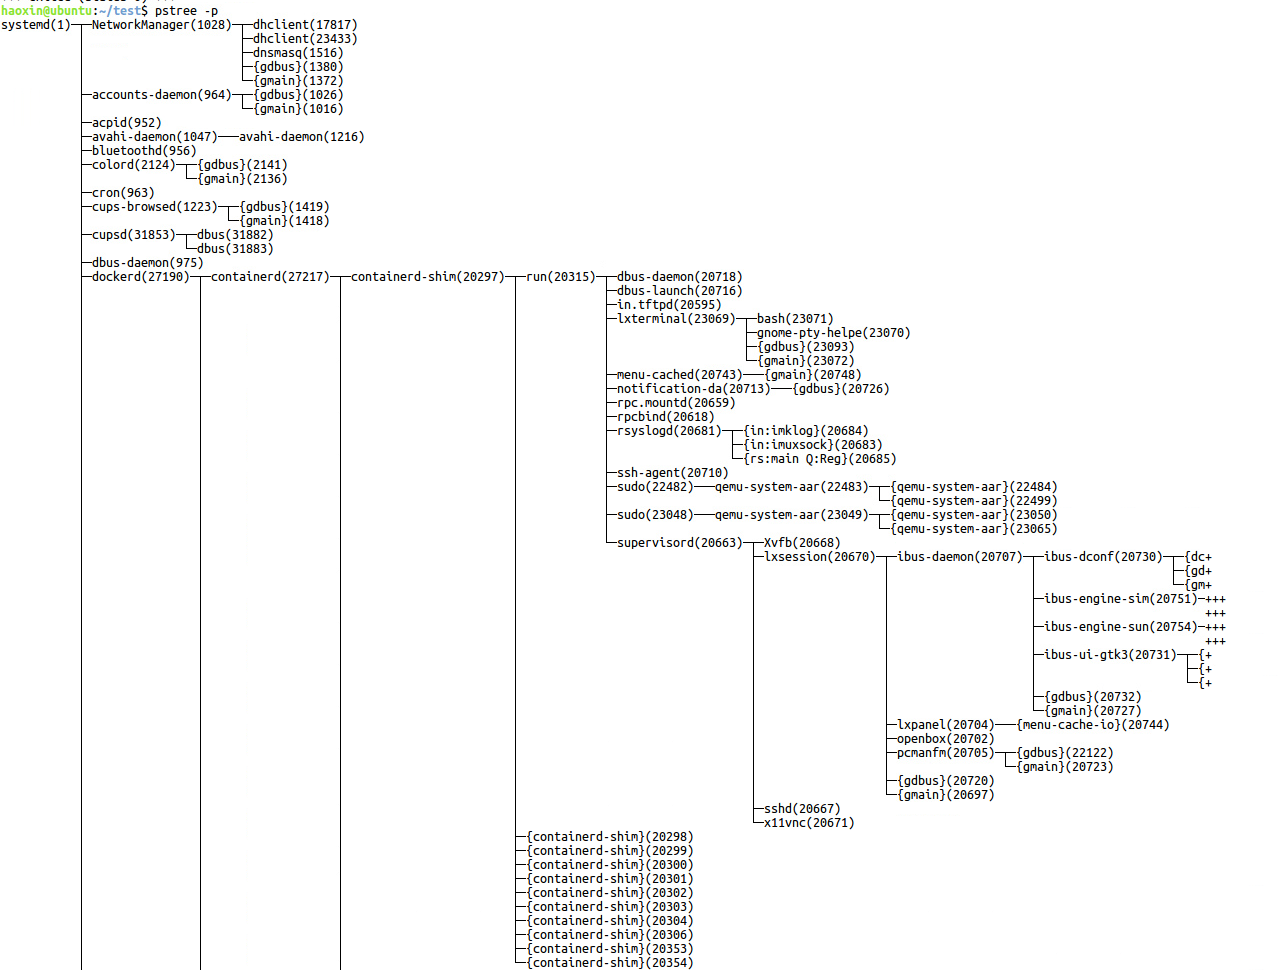 haoxin@ubuntu:~/test$ pstree -p
systemd(1)─┬─NetworkManager(1028)─┬─dhclient(17817)
├─dhclient(23433)
├─dnsmasq(1516)
├─{gdbus}(1380)
└─{gmain}(1372)
├─accounts-daemon(964)─┬─{gdbus}(1026)
└─{gmain}(1016)
├─acpid(952)
├─avahi-daemon(1047)───avahi-daemon(1216)
├─bluetoothd(956)
├─colord(2124)─┬─{gdbus}(2141)
└─{gmain}(2136)
├─cron(963)
├─cups-browsed(1223)─┬─{gdbus}(1419)
└─{gmain}(1418)
├─cupsd(31853)─┬─dbus(31882)
└─dbus(31883)
├─dbus-daemon(975)
├─dockerd(27190)─┬─containerd(27217)─┬─containerd-shim(20297)─┬─run(20315)─┬─dbus-daemon(20718)
├─dbus-launch(20716)
├─in.tftpd(20595)
├─lxterminal(23069)─┬─bash(23071)
├─gnome-pty-helpe(23070)
├─{gdbus}(23093)
└─{gmain}(23072)
├─menu-cached(20743)───{gmain}(20748)
├─notification-da(20713)───{gdbus}(20726)
├─rpc.mountd(20659)
├─rpcbind(20618)
├─rsyslogd(20681)─┬─{in:imklog}(20684)
├─{in:imuxsock}(20683)
└─{rs:main Q:Reg}(20685)
├─ssh-agent(20710)
├─sudo(22482)───qemu-system-aar(22483)─┬─{qemu-system-aar}(22484)
└─{qemu-system-aar}(22499)
├─sudo(23048)───qemu-system-aar(23049)─┬─{qemu-system-aar}(23050)
└─{qemu-system-aar}(23065)
└─supervisord(20663)─┬─Xvfb(20668)
├─lxsession(20670)─┬─ibus-daemon(20707)─┬─ibus-dconf(20730)─┬─{dc+
├─{gd+
└─{gm+
├─ibus-engine-sim(20751)─+++
+++
├─ibus-engine-sun(20754)─+++
+++
├─ibus-ui-gtk3(20731)─┬─{+
├─{+
└─{+
├─{gdbus}(20732)
└─{gmain}(20727)
├─lxpanel(20704)───{menu-cache-io}(20744)
├─openbox(20702)
├─pcmanfm(20705)─┬─{gdbus}(22122)
└─{gmain}(20723)
├─{gdbus}(20720)
└─{gmain}(20697)
├─sshd(20667)
└─x11vnc(20671)
├─{containerd-shim}(20298)
├─{containerd-shim}(20299)
├─{containerd-shim}(20300)
├─{containerd-shim}(20301)
├─{containerd-shim}(20302)
├─{containerd-shim}(20303)
├─{containerd-shim}(20304)
├─{containerd-shim}(20306)
├─{containerd-shim}(20353)
└─{containerd-shim}(20354)